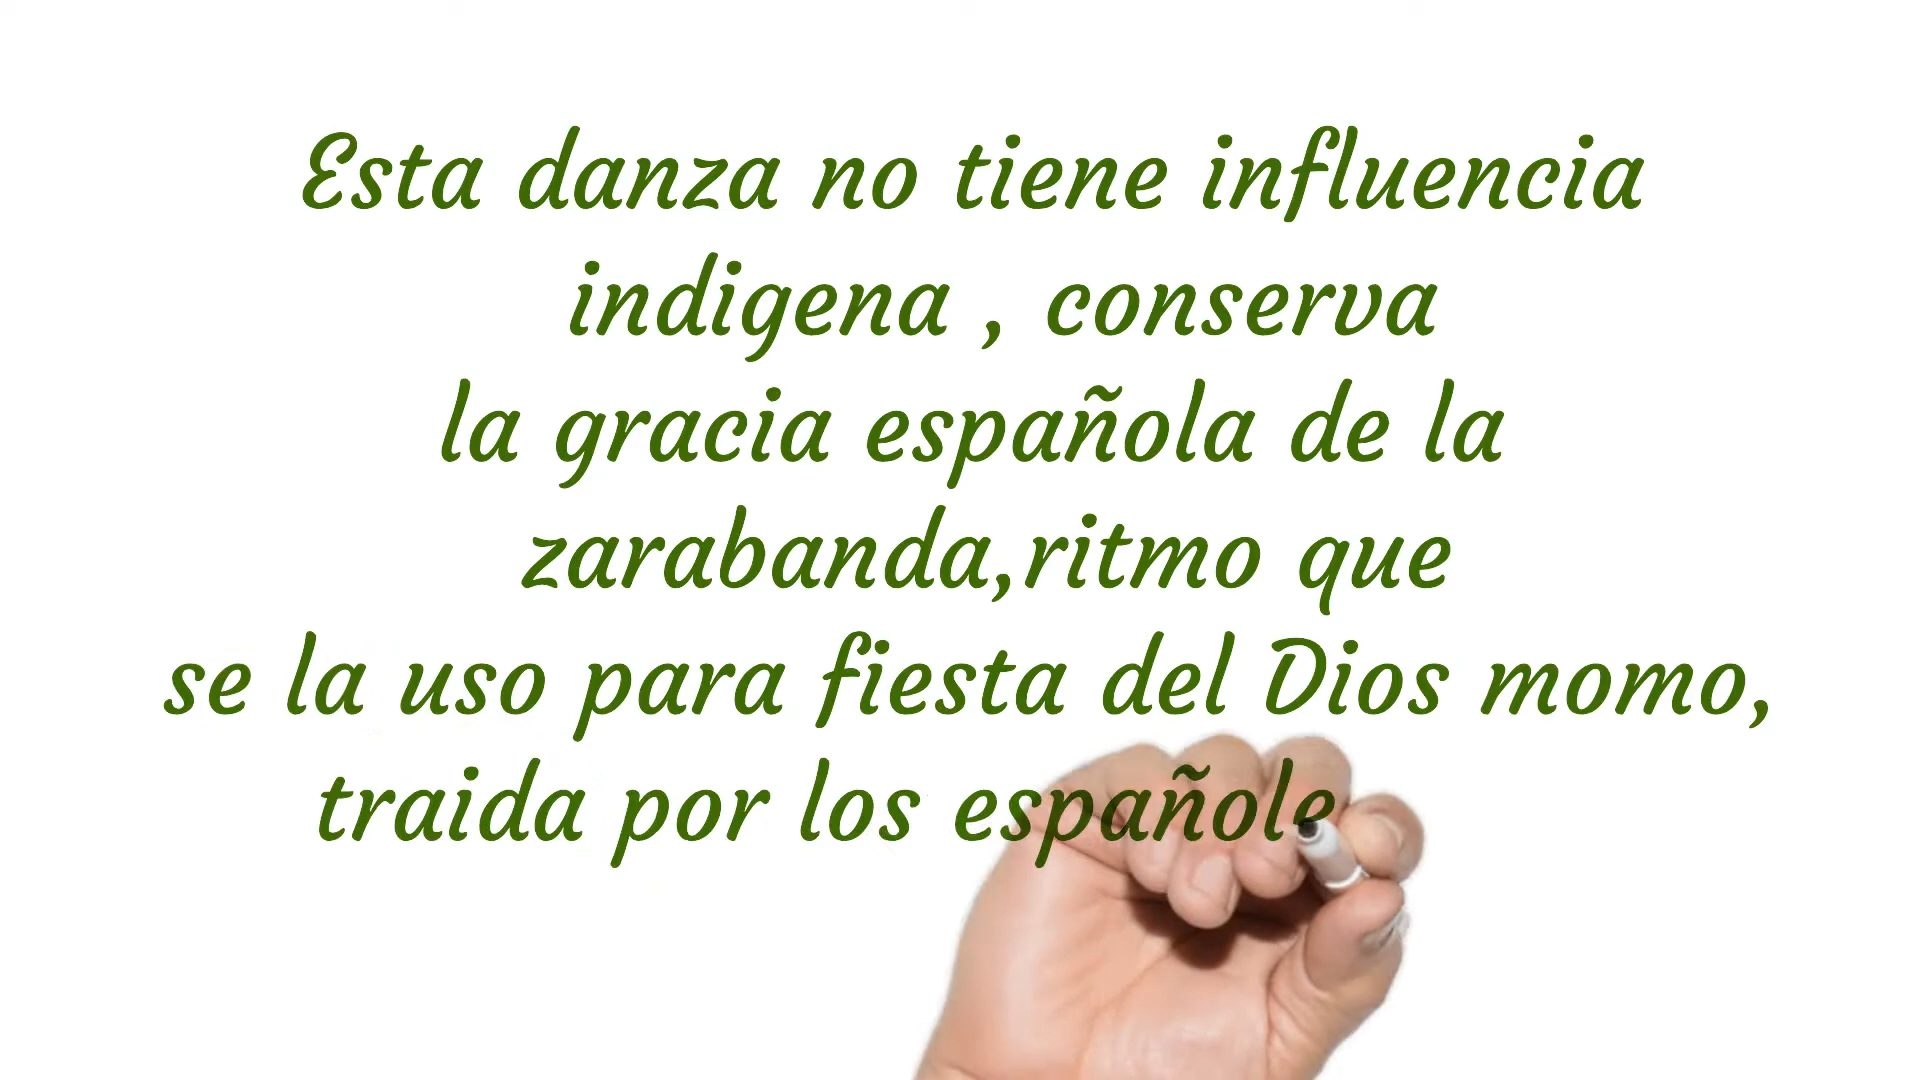 Esta danza no tiene influencia
indigena , conserva
la gracia española de la
zarabanda,ritmo que
se la uso para fiesta del Dios momo,
traida por los españole